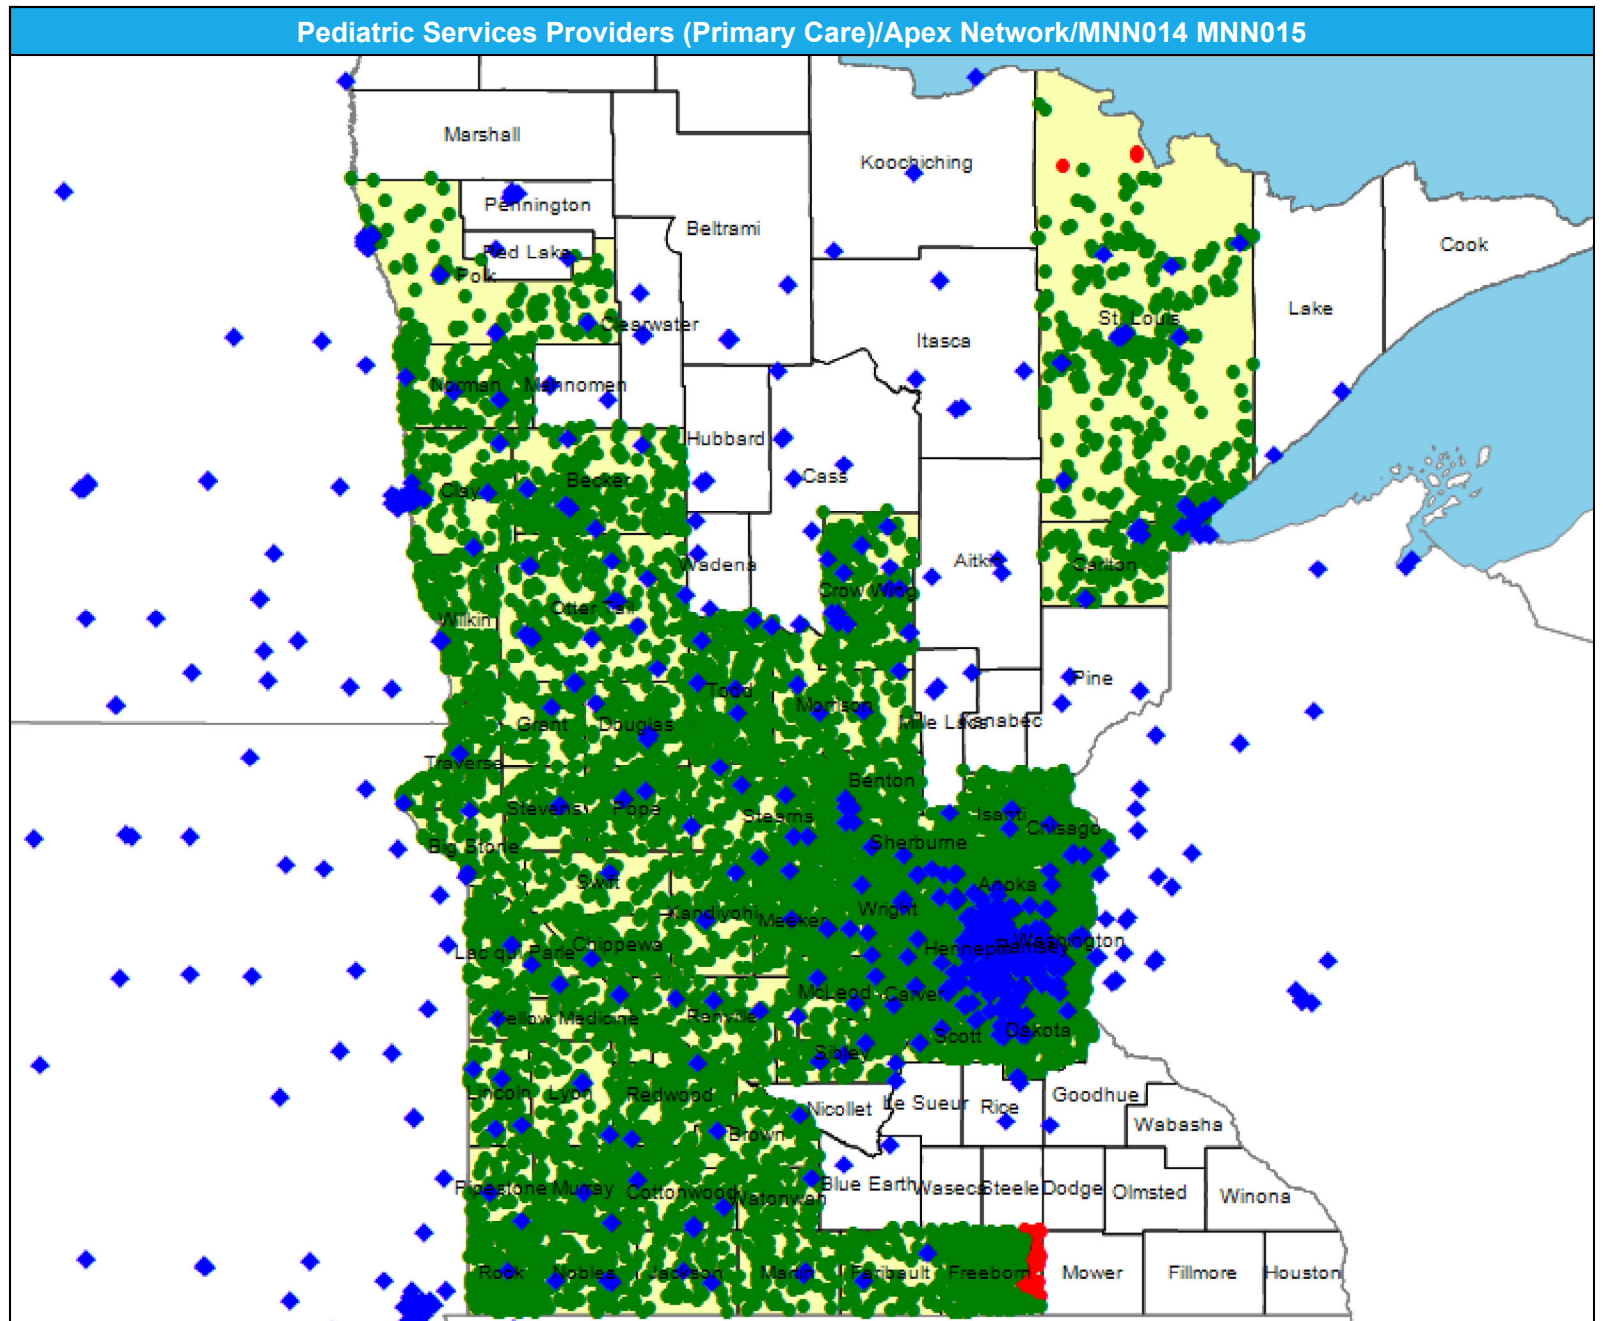 Pediatric Services Providers (Primary Care)/Apex Network/MNN014 MNN015
Marshall
Koochiching
Pennington
Beltrami
Red Lake
Cook
Polk
Lake
Clearwater
St. Louis
Itasca
Norman
Mahnomen
Hubbard
Cass
Clay
Becker
Wadena
Aitkin
Carlton
Crow Wing
Otter Tail
Wilkin
Pine
Todd
Morrison
Mille Lacs
Kanabec
Grant
Douglas
Traverse
Benton
Stevens
Pope
Stearns
Isanti
Chisago
Sherburne
Big Stone
Swift
Anoka
Wright
Kandiyohi
Meeker
Hennepin
Ramsey
Washington
Lac qui Parle
Chippewa
McLeod
Carver
Yellow Medicine
Renville
Scott
Dakota
Sibley
Lincoln
Lyon
Redwood
Nicollet
Le Sueur
Rice
Goodhue
Wabasha
Brown
Pipestone
Murray
Cottonwood
Watonwan
Blue Earth
Waseca
Steele
Dodge
Olmsted
Winona
Rock
Nobles
Jackson
Martin
Faribault
Freeborn
Mower
Fillmore
Houston